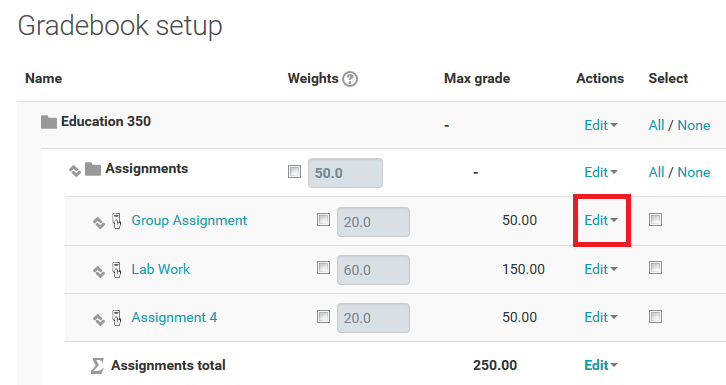 Gradebook setup
Name Weights ? Max grade Actions Select
Education 350 - Edit All / None
Assignments 50.0 - Edit All / None
Group Assignment 20.0 50.00 Edit
Lab Work 60.0 150.00 Edit
Assignment 4 20.0 50.00 Edit
Σ Assignments total 250.00 Edit